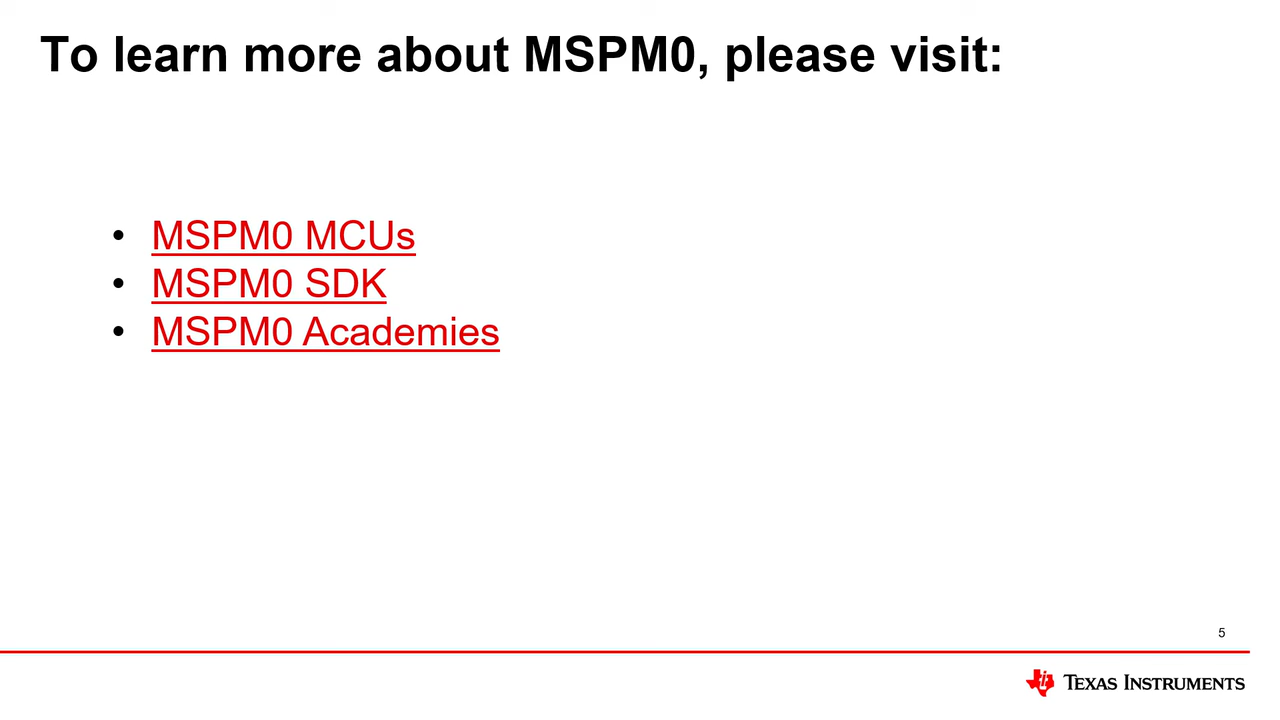 To learn more about MSPM0, please visit:
• MSPM0 MCUs
• MSPM0 SDK
• MSPM0 Academies
5
TEXAS INSTRUMENTS